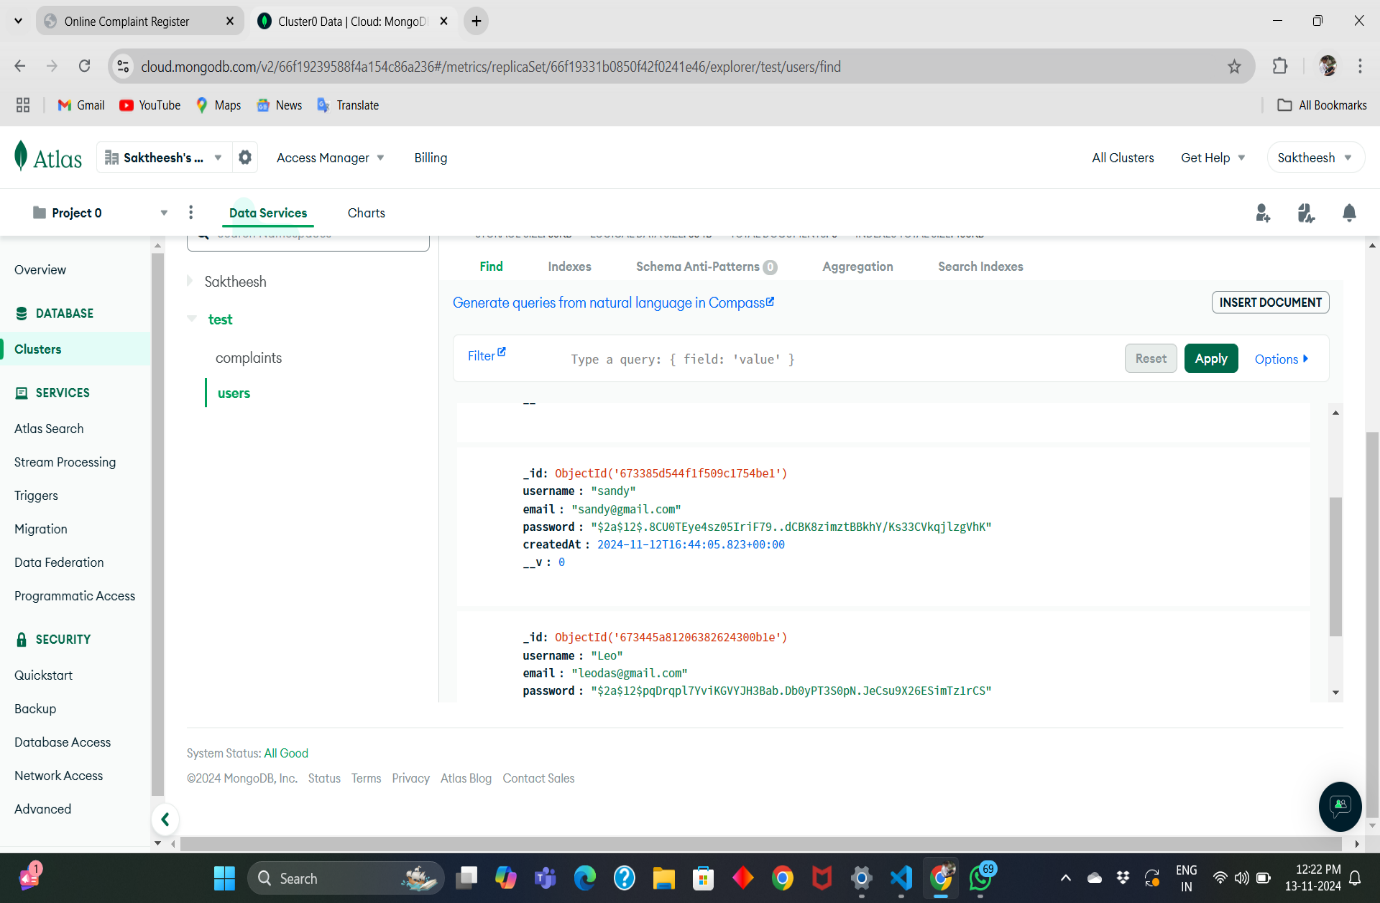 Online Complaint Register
Cluster0 Data | Cloud: MongoD
cloud.mongodb.com/v2/66f19239588f4a154c86a236#/metrics/replicaSet/66f19331b0850f42f0241e46/explorer/test/users/find
Gmail YouTube Maps News Translate All Bookmarks
Atlas Saktheesh's ... Access Manager Billing All Clusters Get Help Saktheesh
Project 0 Data Services Charts
Overview
DATABASE
Clusters
SERVICES
Atlas Search
Stream Processing
Triggers
Migration
Data Federation
Programmatic Access
SECURITY
Quickstart
Backup
Database Access
Network Access
Advanced
Saktheesh
test
complaints
users
Find Indexes Schema Anti-Patterns 0 Aggregation Search Indexes
Generate queries from natural language in Compass
INSERT DOCUMENT
Filter Type a query: { field: 'value' } Reset Apply Options
_id: ObjectId('673385d544f1f509c1754be1')
username : "sandy"
email : "sandy@gmail.com"
password : "$2a$12$.8CU0TEye4sz05IriF79..dCBK8zimztBBkhY/Ks33CVkqjlzgVhK"
createdAt : 2024-11-12T16:44:05.823+00:00
__v : 0
_id: ObjectId('673445a81206382624300b1e')
username : "Leo"
email : "leodas@gmail.com"
password : "$2a$12$pqDrqpl7YviKGVYJH3Bab.Db0yPT3S0pN.JeCsu9X26ESimTz1rCS"
System Status: All Good
©2024 MongoDB, Inc. Status Terms Privacy Atlas Blog Contact Sales
1
Search
69
ENG
IN
12:22 PM
13-11-2024